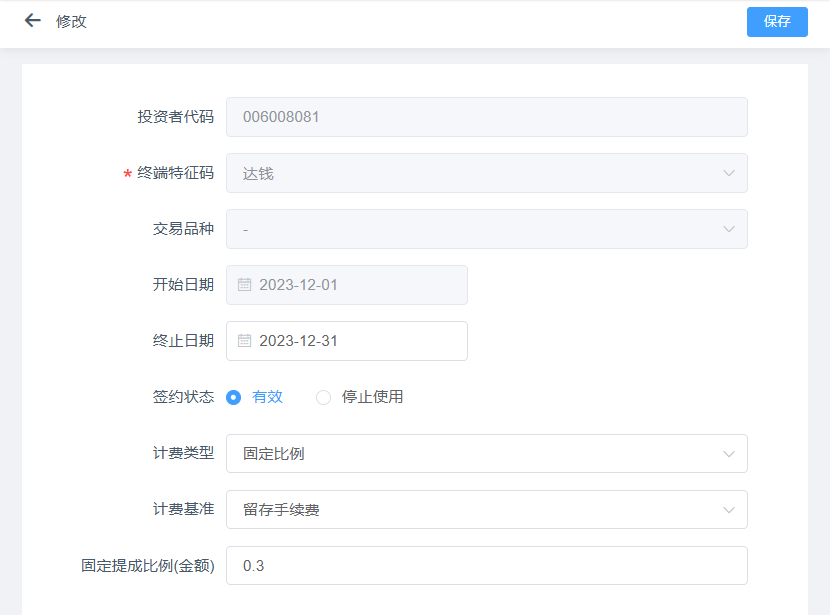 修改
保存
投资者代码 006008081
* 终端特征码 达钱
交易品种 -
开始日期 2023-12-01
终止日期 2023-12-31
签约状态 有效 停止使用
计费类型 固定比例
计费基准 留存手续费
固定提成比例(金额) 0.3